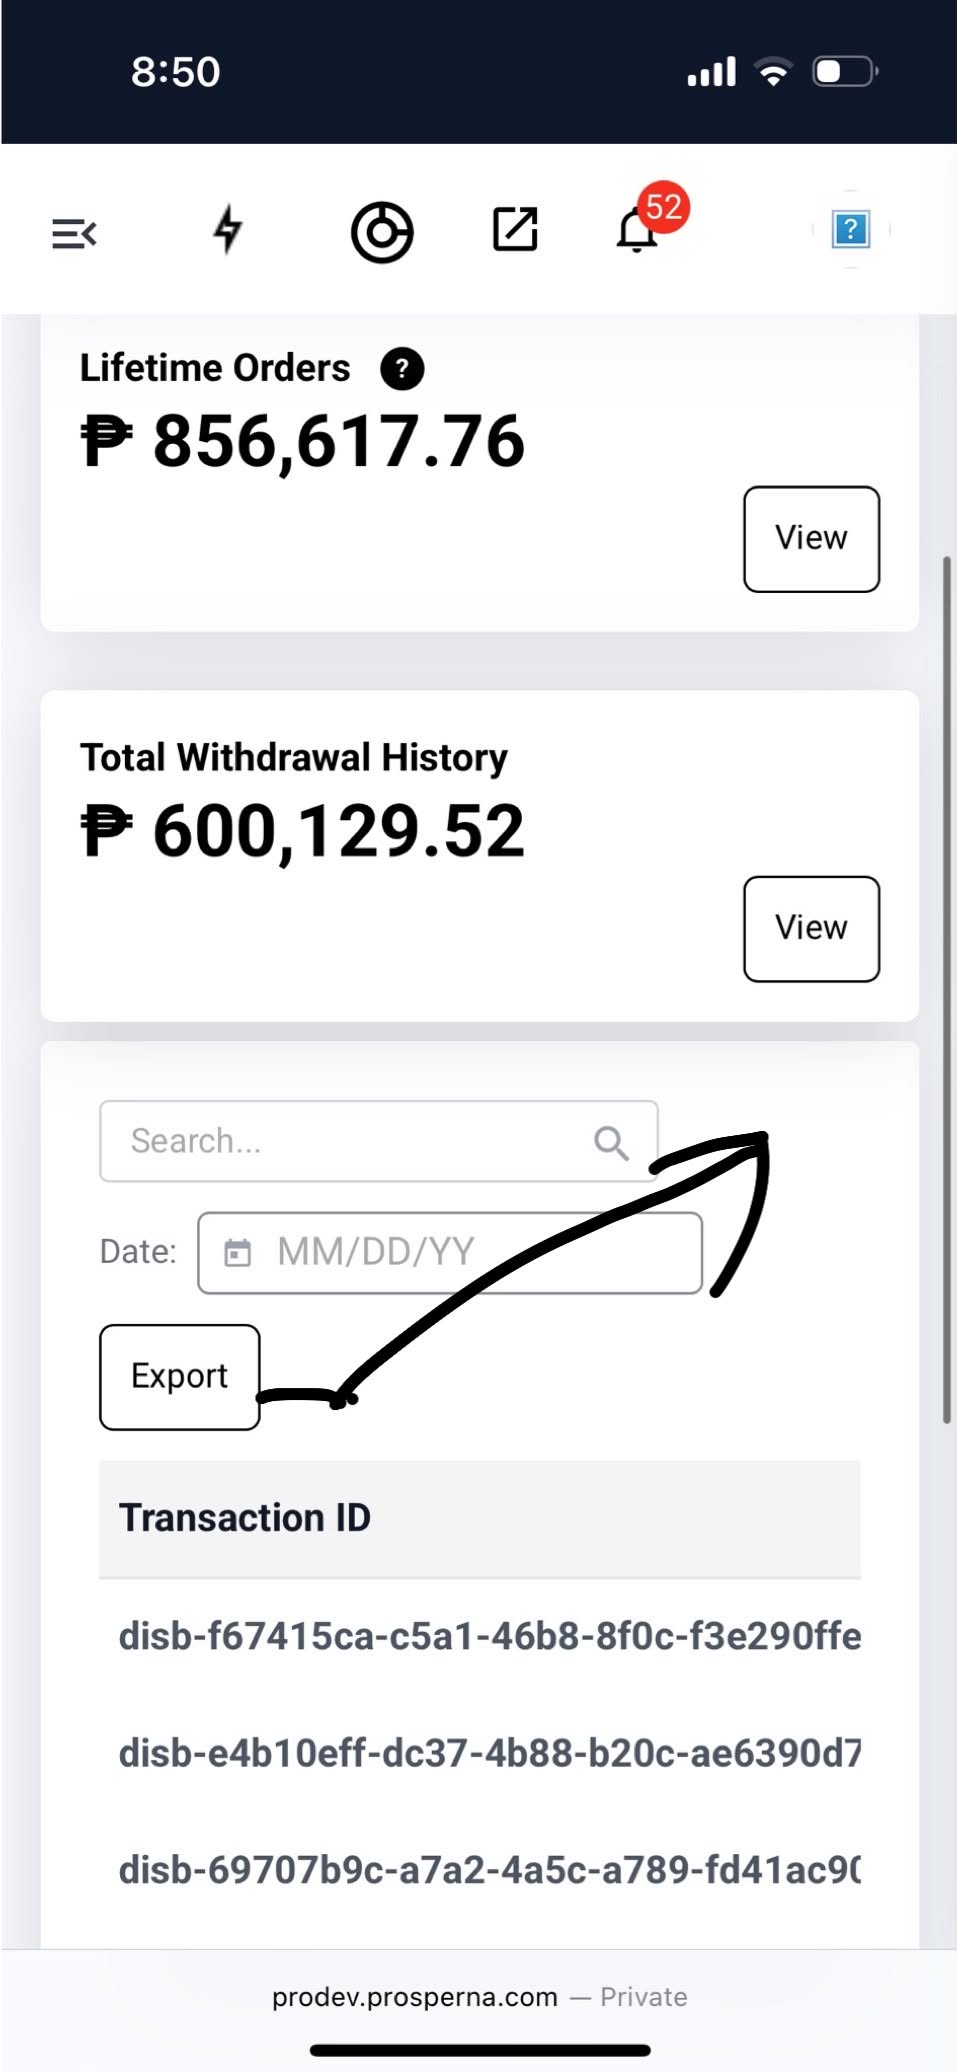 8:50
52
?
Lifetime Orders ?
₱ 856,617.76
View
Total Withdrawal History
₱ 600,129.52
View
Search...
Date: MM/DD/YY
Export
Transaction ID
disb-f67415ca-c5a1-46b8-8f0c-f3e290ffe
disb-e4b10eff-dc37-4b88-b20c-ae6390d7
disb-69707b9c-a7a2-4a5c-a789-fd41ac90
prodev.prosperna.com — Private